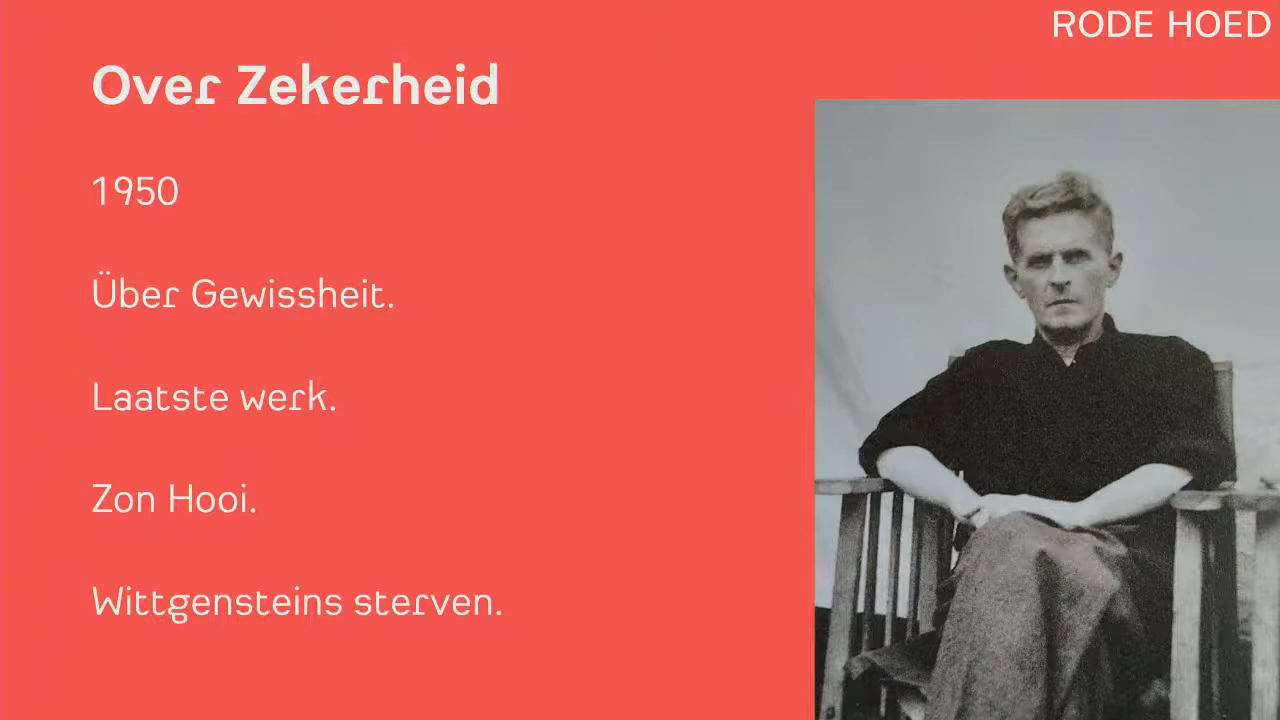 RODE HOED
Over Zekerheid
1950
Über Gewissheit.
Laatste werk.
Zon Hooi.
Wittgensteins sterven.